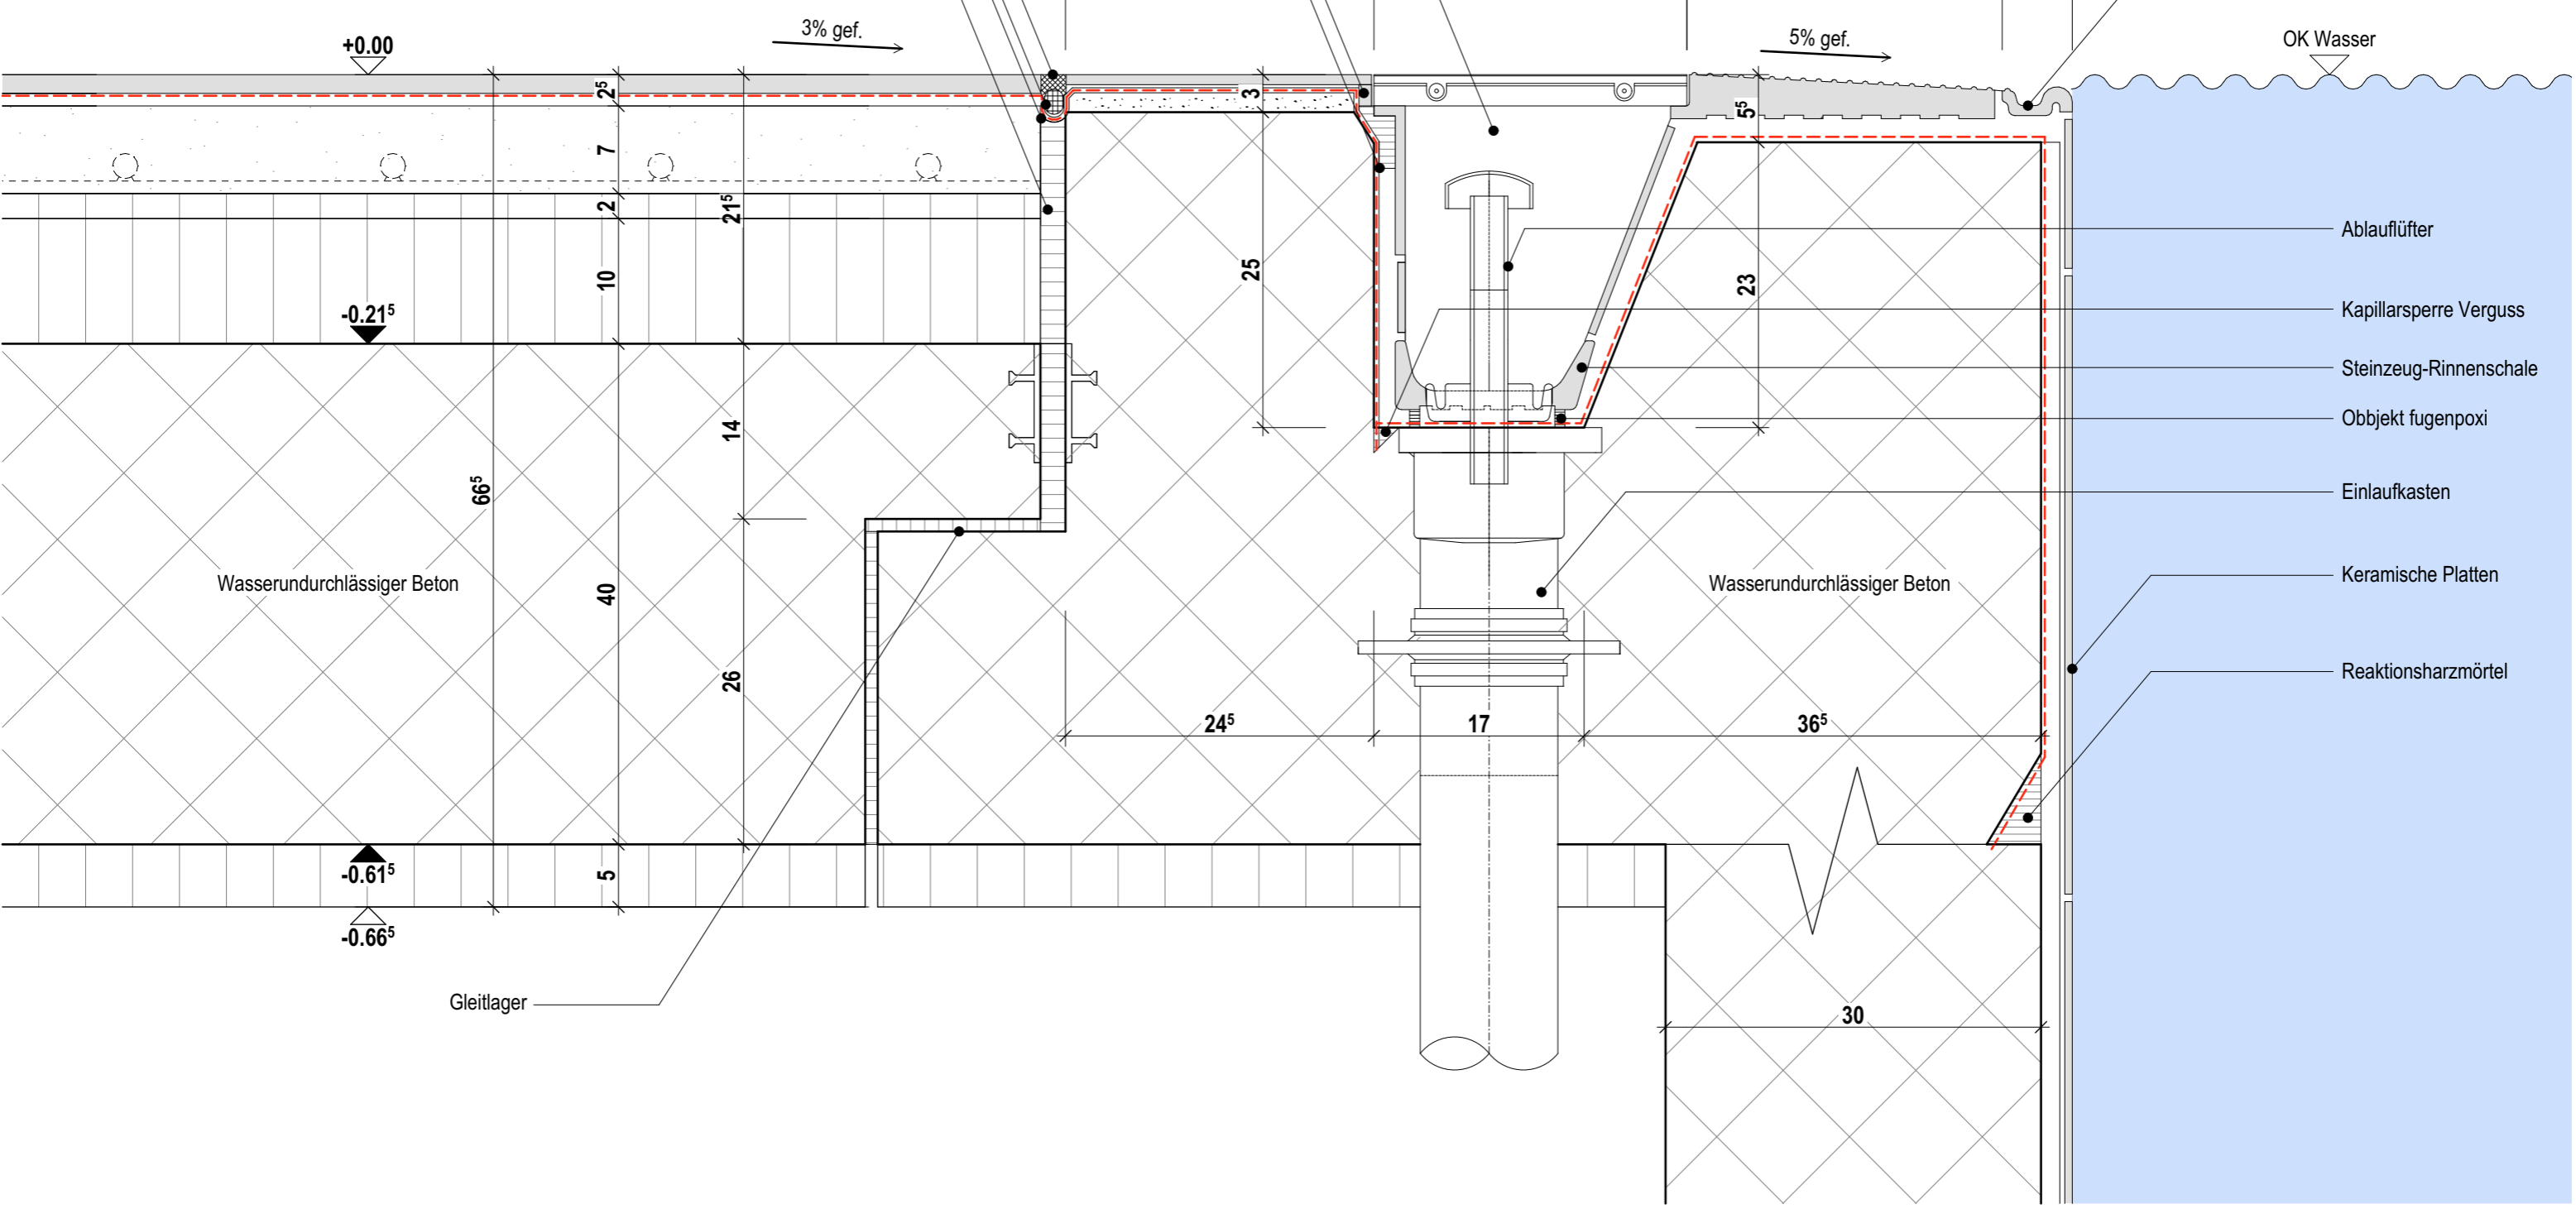 3% gef.
5% gef.
OK Wasser
+0.00
2⁵
3
5⁵
7
2
21⁵
10
25
23
Ablauflüfter
Kapillarsperre Verguss
-0.21⁵
Steinzeug-Rinnenschale
14
Obbjekt fugenpoxi
66⁵
Einlaufkasten
Wasserundurchlässiger Beton
40
Wasserundurchlässiger Beton
Keramische Platten
26
Reaktionsharzmörtel
24⁵
17
36⁵
-0.61⁵
5
-0.66⁵
Gleitlager
30